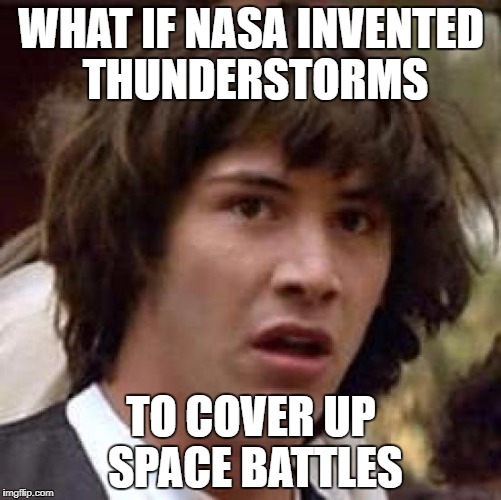 WHAT IF NASA INVENTED
THUNDERSTORMS
TO COVER UP
SPACE BATTLES
imgflip.com